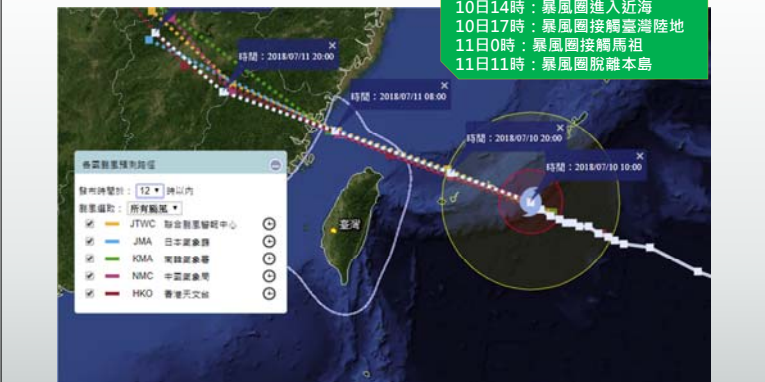 10日14時：暴風圈進入近海
10日17時：暴風圈接觸臺灣陸地
11日0時：暴風圈接觸馬祖
11日11時：暴風圈脫離本島
時間：2018/07/11 20:00
時間：2018/07/11 08:00
時間：2018/07/10 20:00
時間：2018/07/10 10:00
各國颱風預測路徑
發布時間於：12 時以內
颱風選取：所有颱風
JTWC 聯合颱風警報中心
JMA 日本氣象廳
KMA 南韓氣象署
NMC 中國氣象局
HKO 香港天文台
臺灣